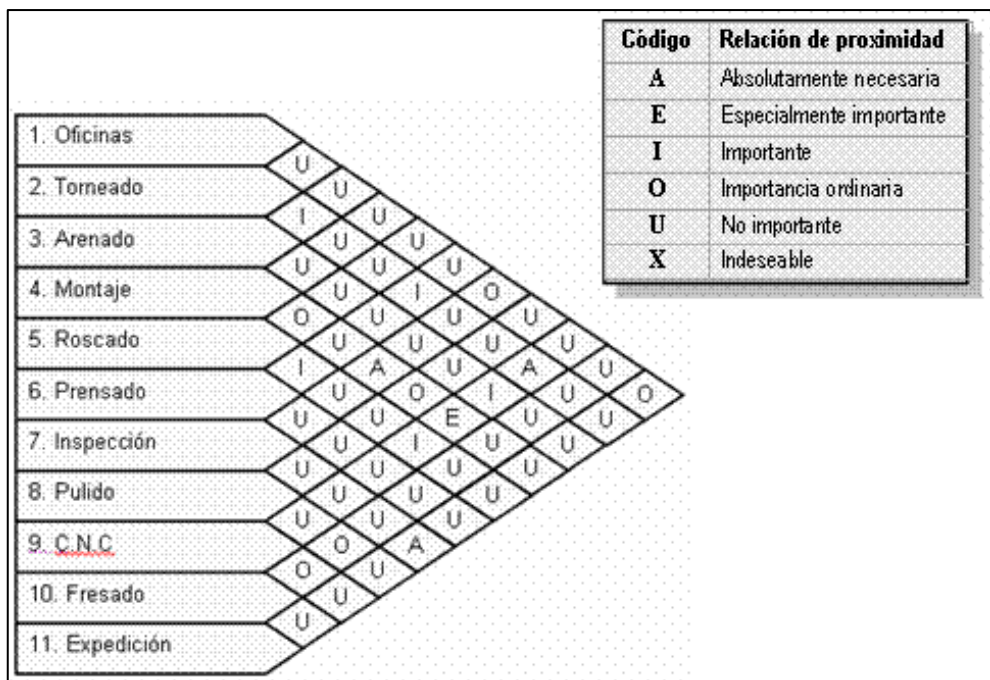 Código Relación de proximidad
A Absolutamente necesaria
E Especialmente importante
I Importante
O Importancia ordinaria
U No importante
X Indeseable
1. Oficinas
2. Torneado
3. Arenado
4. Montaje
5. Roscado
6. Prensado
7. Inspección
8. Pulido
9. C.N.C
10. Fresado
11. Expedición
U
U
I U
U U
U U U
U I O
O U U U
U U U U
I A U A U
U O I U O
U U E U U
U I U U
U U U U
U U U
U U U
O A
O U
U
U